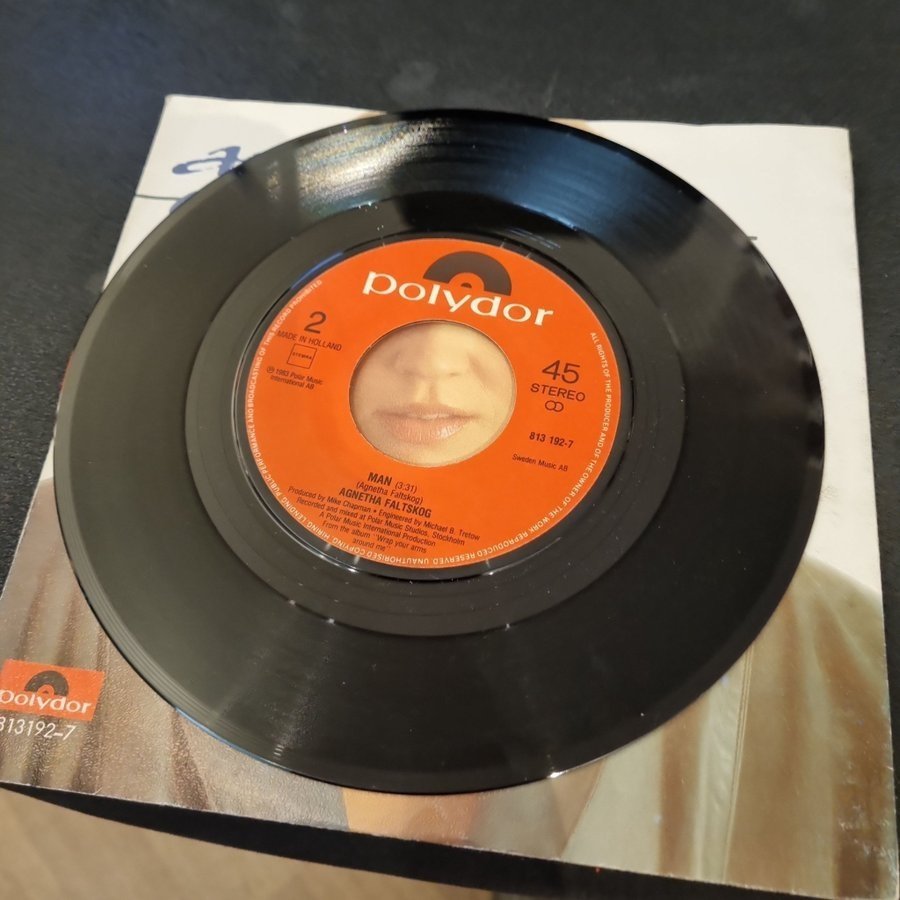 a
polydor
2
MADE IN HOLLAND
STEMRA
℗ 1983 Polar Music
International AB
45
STEREO
813 192-7
Sweden Music AB
MAN (3:31)
(Agnetha Faltskog)
AGNETHA FALTSKOG
Produced by Mike Chapman • Engineered by Michael B. Tretow
Recorded and mixed at Polar Music Studios, Stockholm
A Polar Music International Production
From the album "Wrap your arms
around me"
ALL RIGHTS OF THE PRODUCER AND OF THE OWNER OF THE WORK REPRODUCED RESERVED. UNAUTHORISED COPYING HIRING LENDING PUBLIC PERFORMANCE AND BROADCASTING OF THIS RECORD PROHIBITED
polydor
813192-7